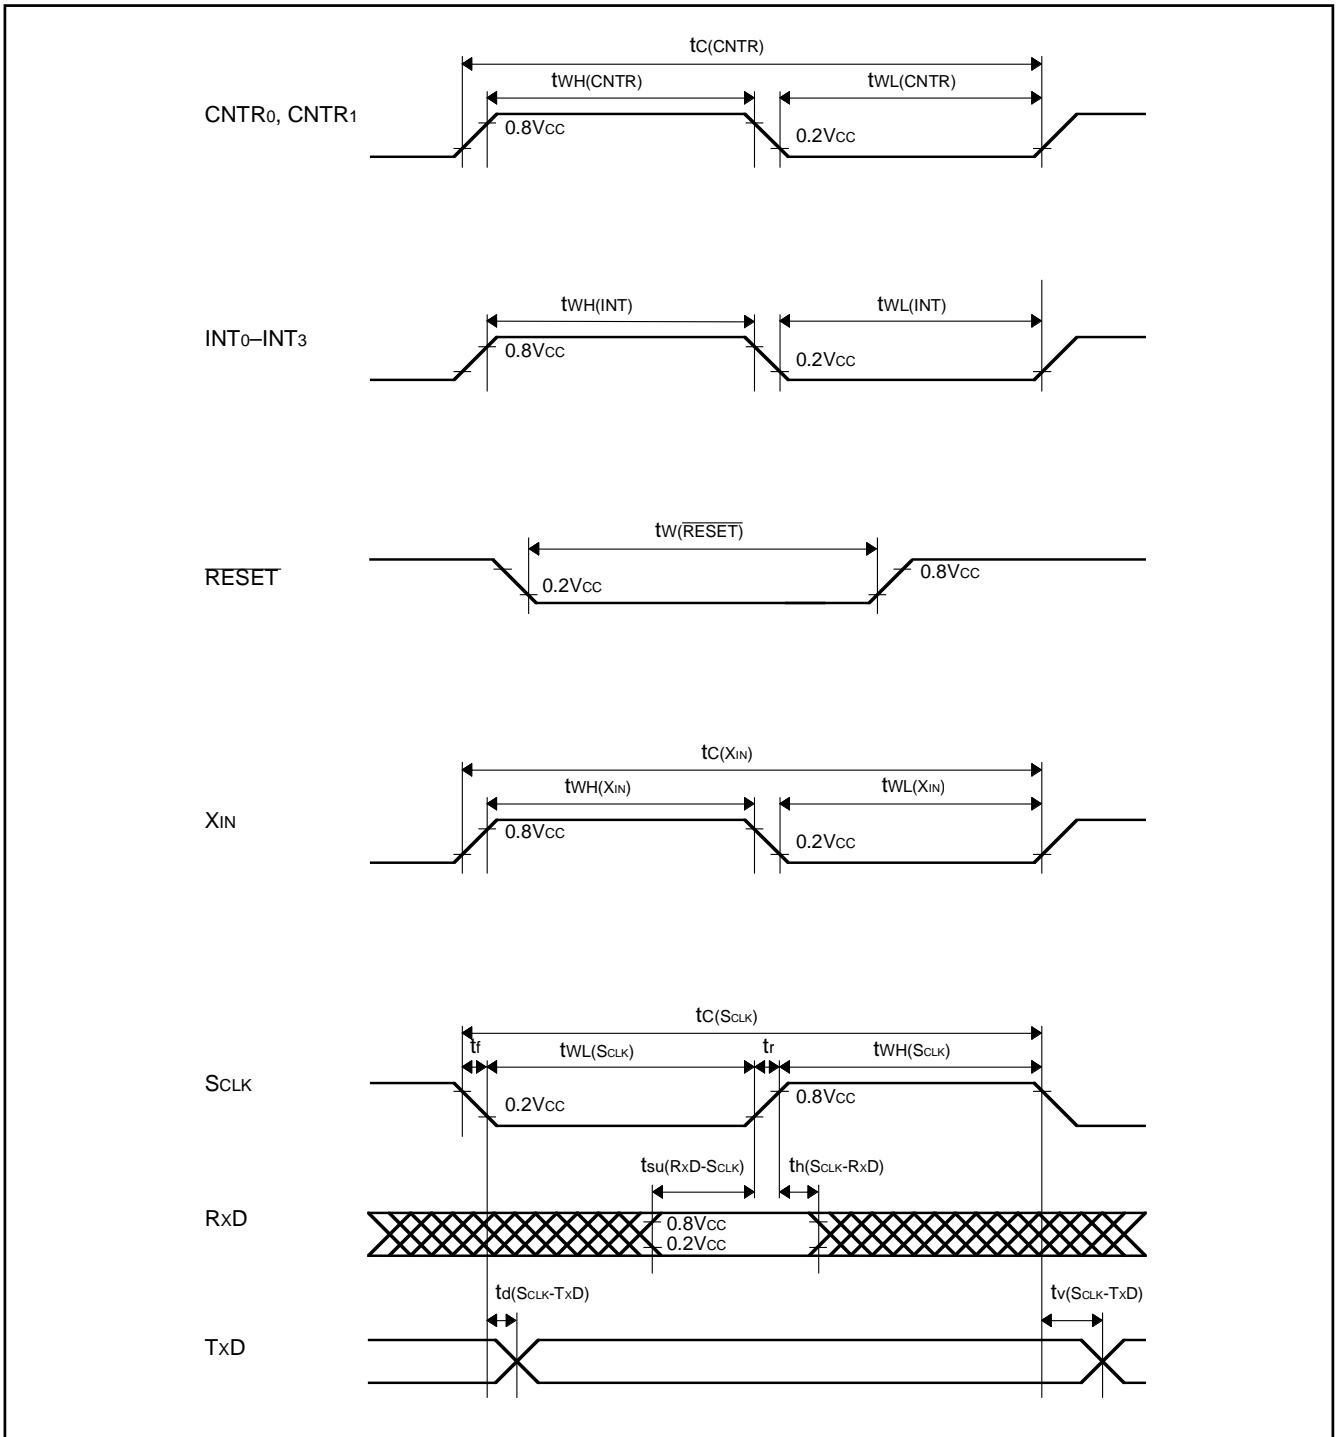 tC(CNTR)
tWH(CNTR) tWL(CNTR)
CNTR0, CNTR1
0.8VCC 0.2VCC
tWH(INT) tWL(INT)
INT0–INT3
0.8VCC 0.2VCC
tW(RESET)
RESET
0.2VCC 0.8VCC
tC(XIN)
tWH(XIN) tWL(XIN)
XIN
0.8VCC 0.2VCC
tC(SCLK)
tf tWL(SCLK) tr tWH(SCLK)
SCLK
0.2VCC 0.8VCC
tsu(RXD-SCLK) th(SCLK-RXD)
RXD
0.8VCC
0.2VCC
td(SCLK-TXD) tv(SCLK-TXD)
TXD